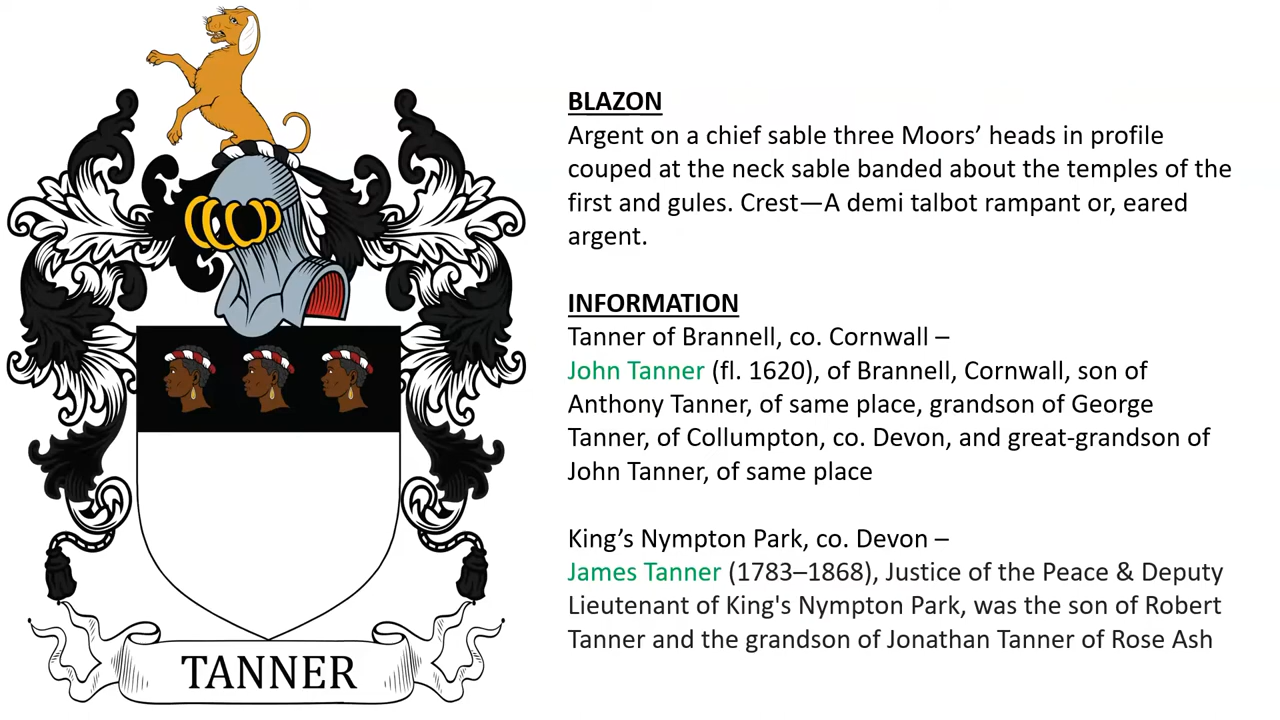 BLAZON
Argent on a chief sable three Moors’ heads in profile
couped at the neck sable banded about the temples of the
first and gules. Crest—A demi talbot rampant or, eared
argent.
INFORMATION
Tanner of Brannell, co. Cornwall –
John Tanner (fl. 1620), of Brannell, Cornwall, son of
Anthony Tanner, of same place, grandson of George
Tanner, of Collumpton, co. Devon, and great-grandson of
John Tanner, of same place
King’s Nympton Park, co. Devon –
James Tanner (1783–1868), Justice of the Peace & Deputy
Lieutenant of King's Nympton Park, was the son of Robert
Tanner and the grandson of Jonathan Tanner of Rose Ash
TANNER